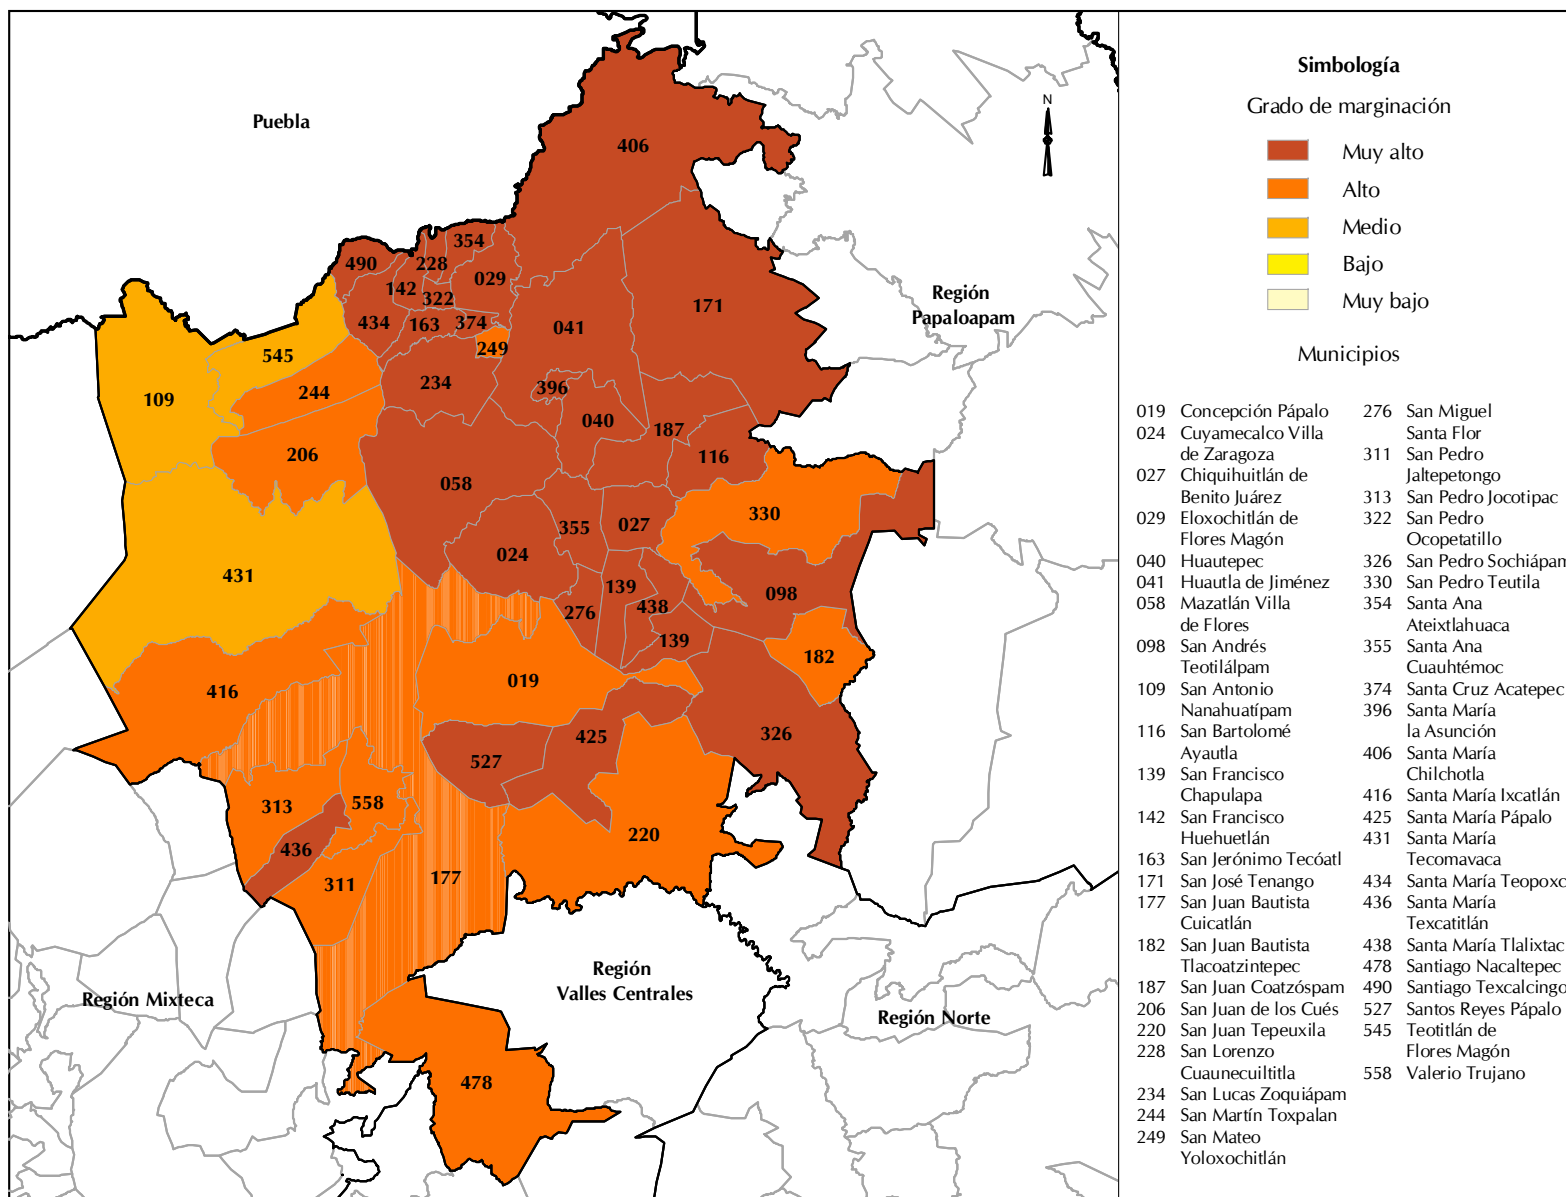 Puebla
N
406
354
490
228
029
142
322
171
Región
Papaloapam
434
163
374
041
249
545
234
396
109
244
040
187
206
116
058
330
355
027
024
431
139
098
276
438
139
182
019
416
425
326
527
313
558
220
436
177
311
Región
Valles Centrales
Región Mixteca
Región Norte
478
Simbología
Grado de marginación
Muy alto
Alto
Medio
Bajo
Muy bajo
Municipios
019 Concepción Pápalo
024 Cuyamecalco Villa
de Zaragoza
027 Chiquihuitlán de
Benito Juárez
029 Eloxochitlán de
Flores Magón
040 Huautepec
041 Huautla de Jiménez
058 Mazatlán Villa
de Flores
098 San Andrés
Teotilálpam
109 San Antonio
Nanahuatípam
116 San Bartolomé
Ayautla
139 San Francisco
Chapulapa
142 San Francisco
Huehuetlán
163 San Jerónimo Tecóatl
171 San José Tenango
177 San Juan Bautista
Cuicatlán
182 San Juan Bautista
Tlacoatzintepec
187 San Juan Coatzóspam
206 San Juan de los Cués
220 San Juan Tepeuxila
228 San Lorenzo
Cuaunecuiltitla
234 San Lucas Zoquiápam
244 San Martín Toxpalan
249 San Mateo
Yoloxochitlán
276 San Miguel
Santa Flor
311 San Pedro
Jaltepetongo
313 San Pedro Jocotipac
322 San Pedro
Ocopetatillo
326 San Pedro Sochiápam
330 San Pedro Teutila
354 Santa Ana
Ateixtlahuaca
355 Santa Ana
Cuauhtémoc
374 Santa Cruz Acatepec
396 Santa María
la Asunción
406 Santa María
Chilchotla
416 Santa María Ixcatlán
425 Santa María Pápalo
431 Santa María
Tecomavaca
434 Santa María Teopoxc
436 Santa María
Texcatitlán
438 Santa María Tlalixtac
478 Santiago Nacaltepec
490 Santiago Texcalcingo
527 Santos Reyes Pápalo
545 Teotitlán de
Flores Magón
558 Valerio Trujano